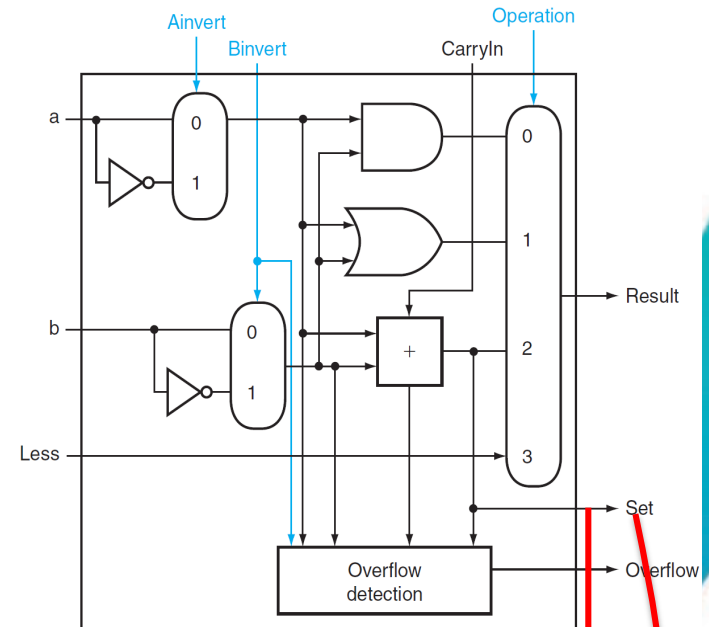 Operation
Ainvert
Binvert
CarryIn
a
0
0
1
1
Result
b
0
2
+
1
Less
3
Set
Overflow
detection
Overflow